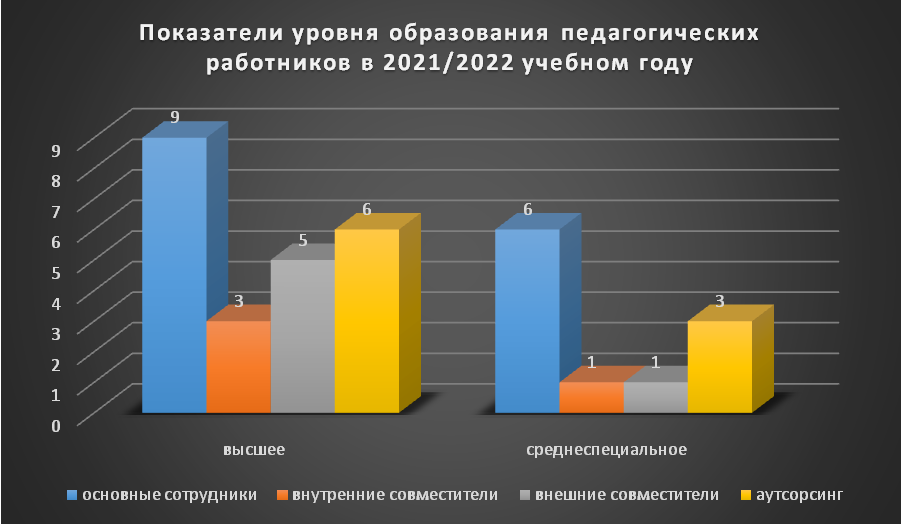 Показатели уровня образования педагогических
работников в 2021/2022 учебном году
9
8
7
6
5
4
3
2
1
0
9
3
5
6
6
1
1
3
высшее
среднеспециальное
основные сотрудники
внутренние совместители
внешние совместители
аутсорсинг